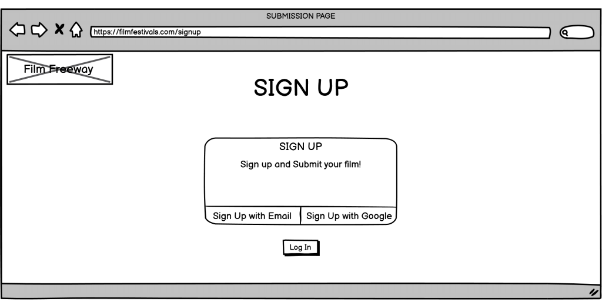 SUBMISSION PAGE
https://filmfestivals.com/signup
Film Freeway
SIGN UP
SIGN UP
Sign up and Submit your film!
Sign Up with Email
Sign Up with Google
Log In